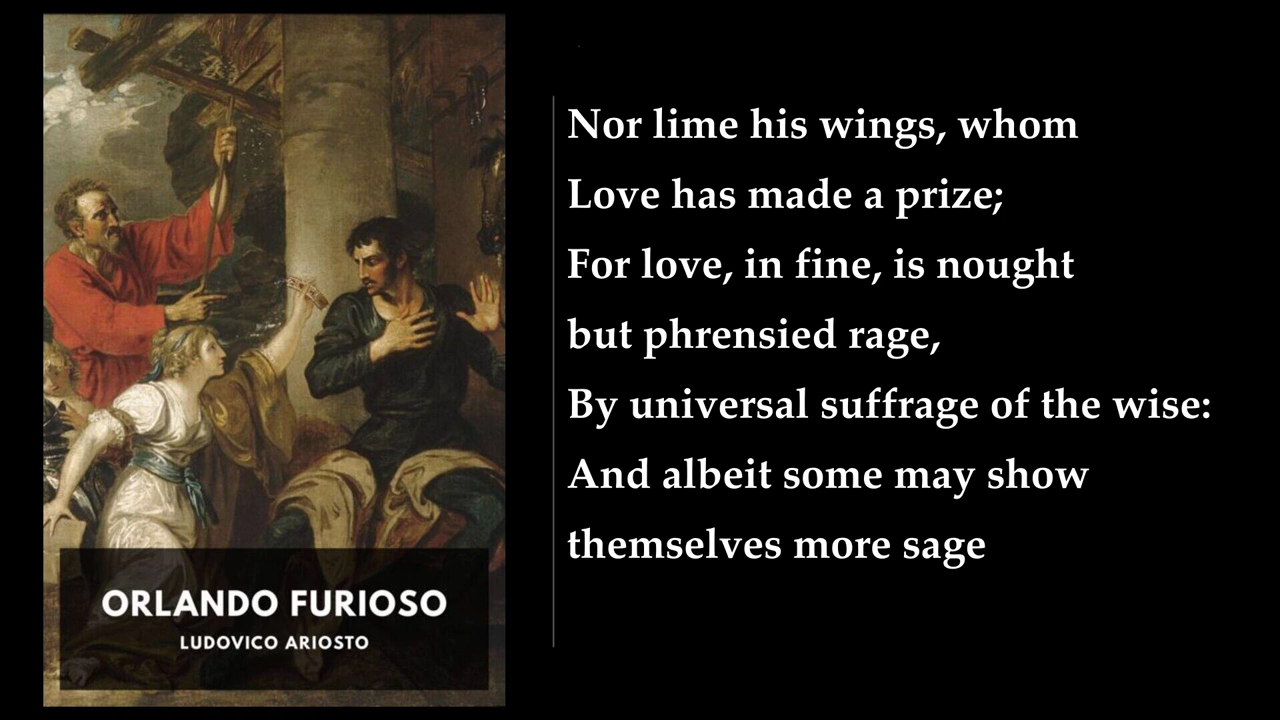 ORLANDO FURIOSO
LUDOVICO ARIOSTO
Nor lime his wings, whom
Love has made a prize;
For love, in fine, is nought
but phrensied rage,
By universal suffrage of the wise:
And albeit some may show
themselves more sage